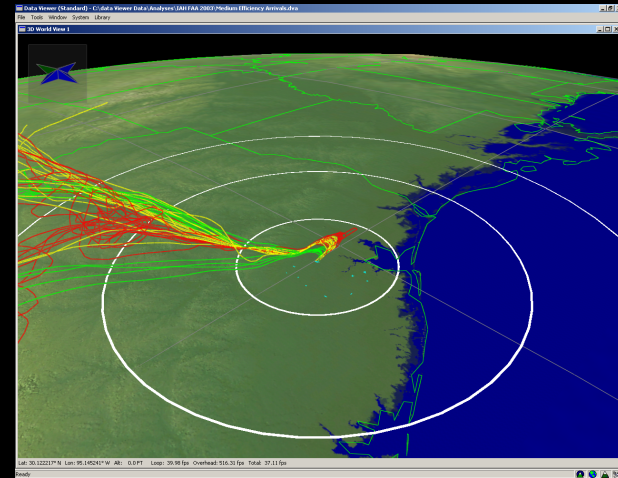 Data Viewer (Standard) - C:\data Viewer Data\Analyses\IAH FAA 2003\Medium Efficiency Arrivals.dva
File Tools Window System Library
3D World View 1
Lat: 30.122217° N Lon: 95.145241° W Alt: 0.0 FT Loop: 39.98 fps Overhead: 516.31 fps Total: 37.11 fps
Ready